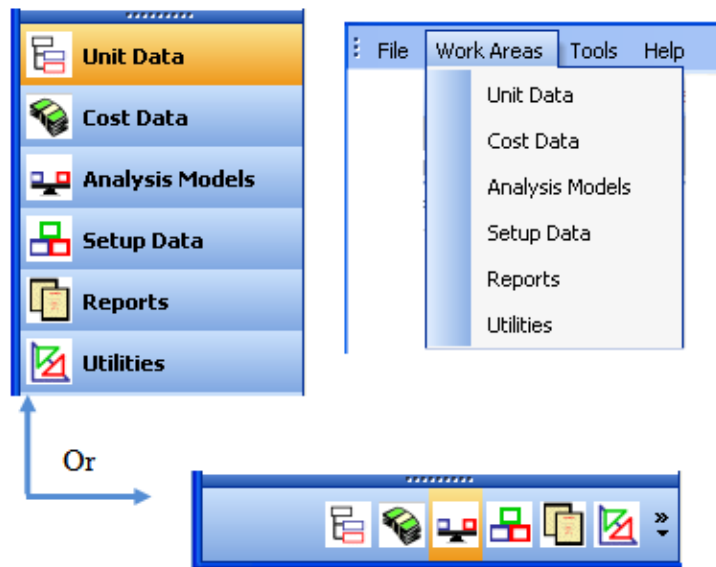 Unit Data
Cost Data
Analysis Models
Setup Data
Reports
Utilities
File Work Areas Tools Help
Unit Data
Cost Data
Analysis Models
Setup Data
Reports
Utilities
Or